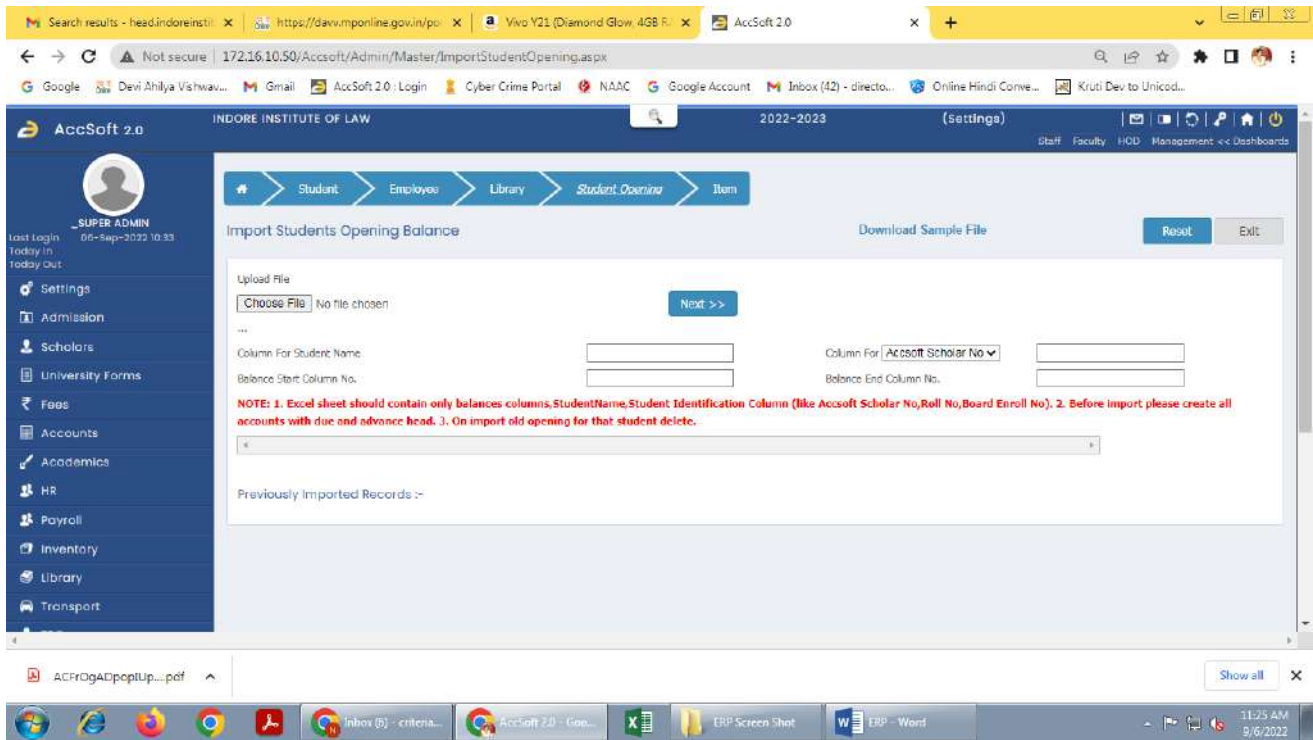 Search results - head.indoreinstit
https://davv.mponline.gov.in/po
Vivo Y21 (Diamond Glow, 4GB R
AccSoft 2.0
Not secure
172.16.10.50/Accsoft/Admin/Master/ImportStudentOpening.aspx
Google
Devi Ahilya Vishwav...
Gmail
AccSoft 2.0 : Login
Cyber Crime Portal
NAAC
Google Account
Inbox (42) - directo...
Online Hindi Conve...
Kruti Dev to Unicod...
AccSoft 2.0
INDORE INSTITUTE OF LAW
2022-2023
(Settings)
Staff Faculty HOD Management << Dashboards
_SUPER ADMIN
Last Login 06-Sep-2022 10:33
Today In
Today Out
Student
Employee
Library
Student Opening
Item
Import Students Opening Balance
Download Sample File
Reset
Exit
Settings
Admission
Scholars
University Forms
Fees
Accounts
Academics
HR
Payroll
Inventory
Library
Transport
Upload File
Choose File No file chosen
Next >>
...
Column For Student Name
Column For Accsoft Scholar No
Balance Start Column No.
Balance End Column No.
NOTE: 1. Excel sheet should contain only balances columns,StudentName,Student Identification Column (like Accsoft Scholar No,Roll No,Board Enroll No). 2. Before import please create all
accounts with due and advance head. 3. On import old opening for that student delete.
Previously Imported Records :-
Show all
Inbox (6) - criteria...
AccSoft 2.0 - Goo...
ERP Screen Shot
ERP - Word
11:25 AM
9/6/2022